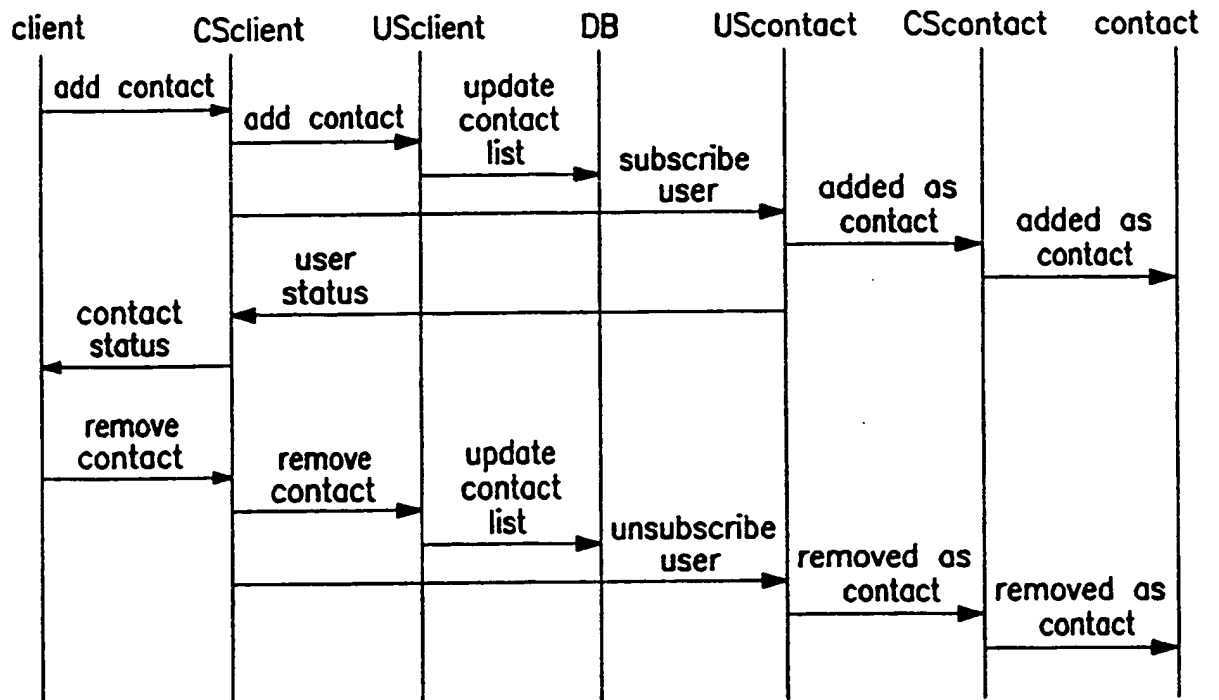 client CSclient USclient DB UScontact CScontact contact
add contact
add contact
update
contact
list
subscribe
user
added as
contact
added as
contact
user
status
contact
status
remove
contact
remove
contact
update
contact
list
unsubscribe
user
removed as
contact
removed as
contact